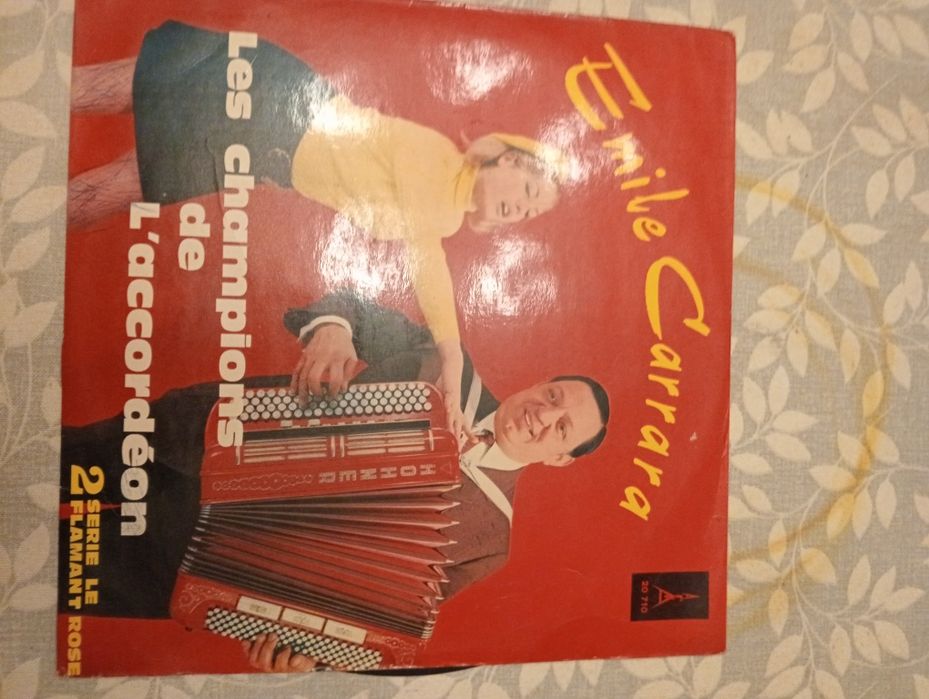 Emile Carrara
20 710
Les champions
de
L'accordéon
HOHNER
2 SERIE LE
FLAMANT ROSE